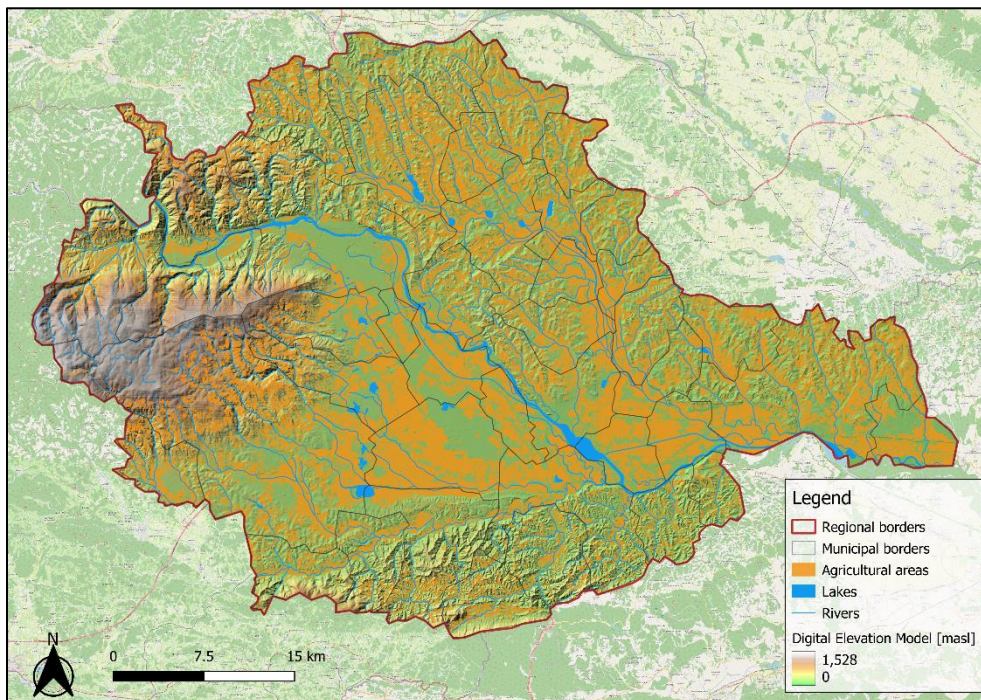 Legend
Regional borders
Municipal borders
Agricultural areas
Lakes
Rivers
Digital Elevation Model [masl]
1,528
0
N
0 7.5 15 km